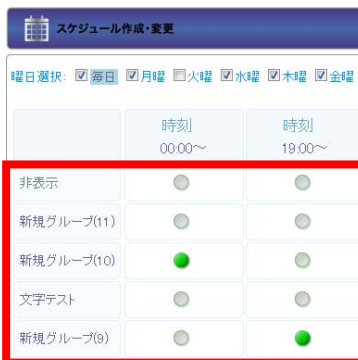 スケジュール作成・変更
曜日選択: 毎日 月曜 火曜 水曜 木曜 金曜
時刻 時刻
00:00～ 19:00～
非表示
新規グループ(11)
新規グループ(10)
文字テスト
新規グループ(9)